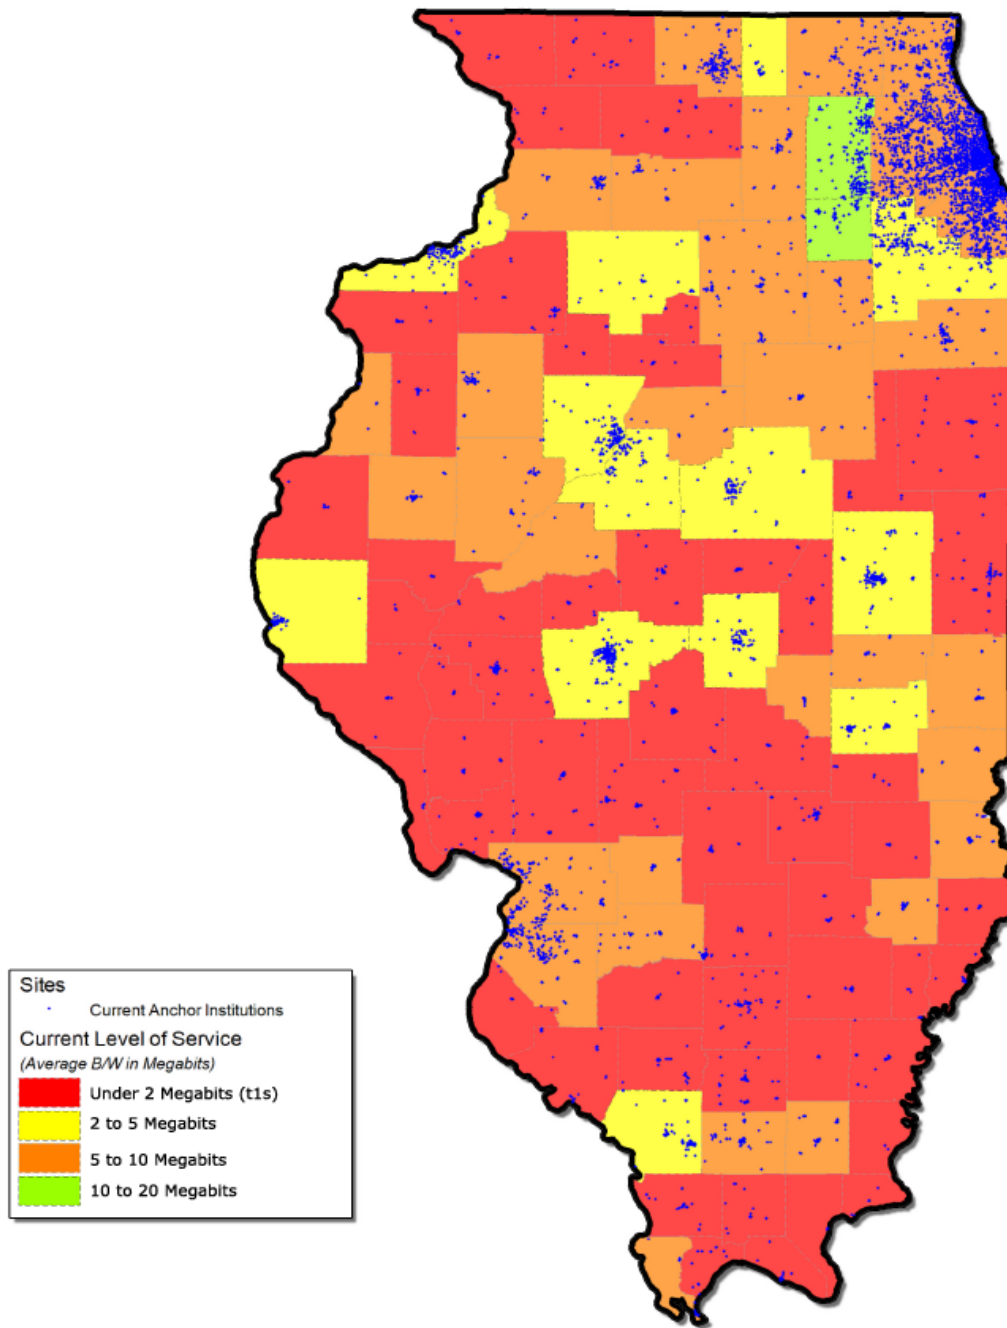 Sites
Current Anchor Institutions
Current Level of Service
(Average B/W in Megabits)
Under 2 Megabits (t1s)
2 to 5 Megabits
5 to 10 Megabits
10 to 20 Megabits